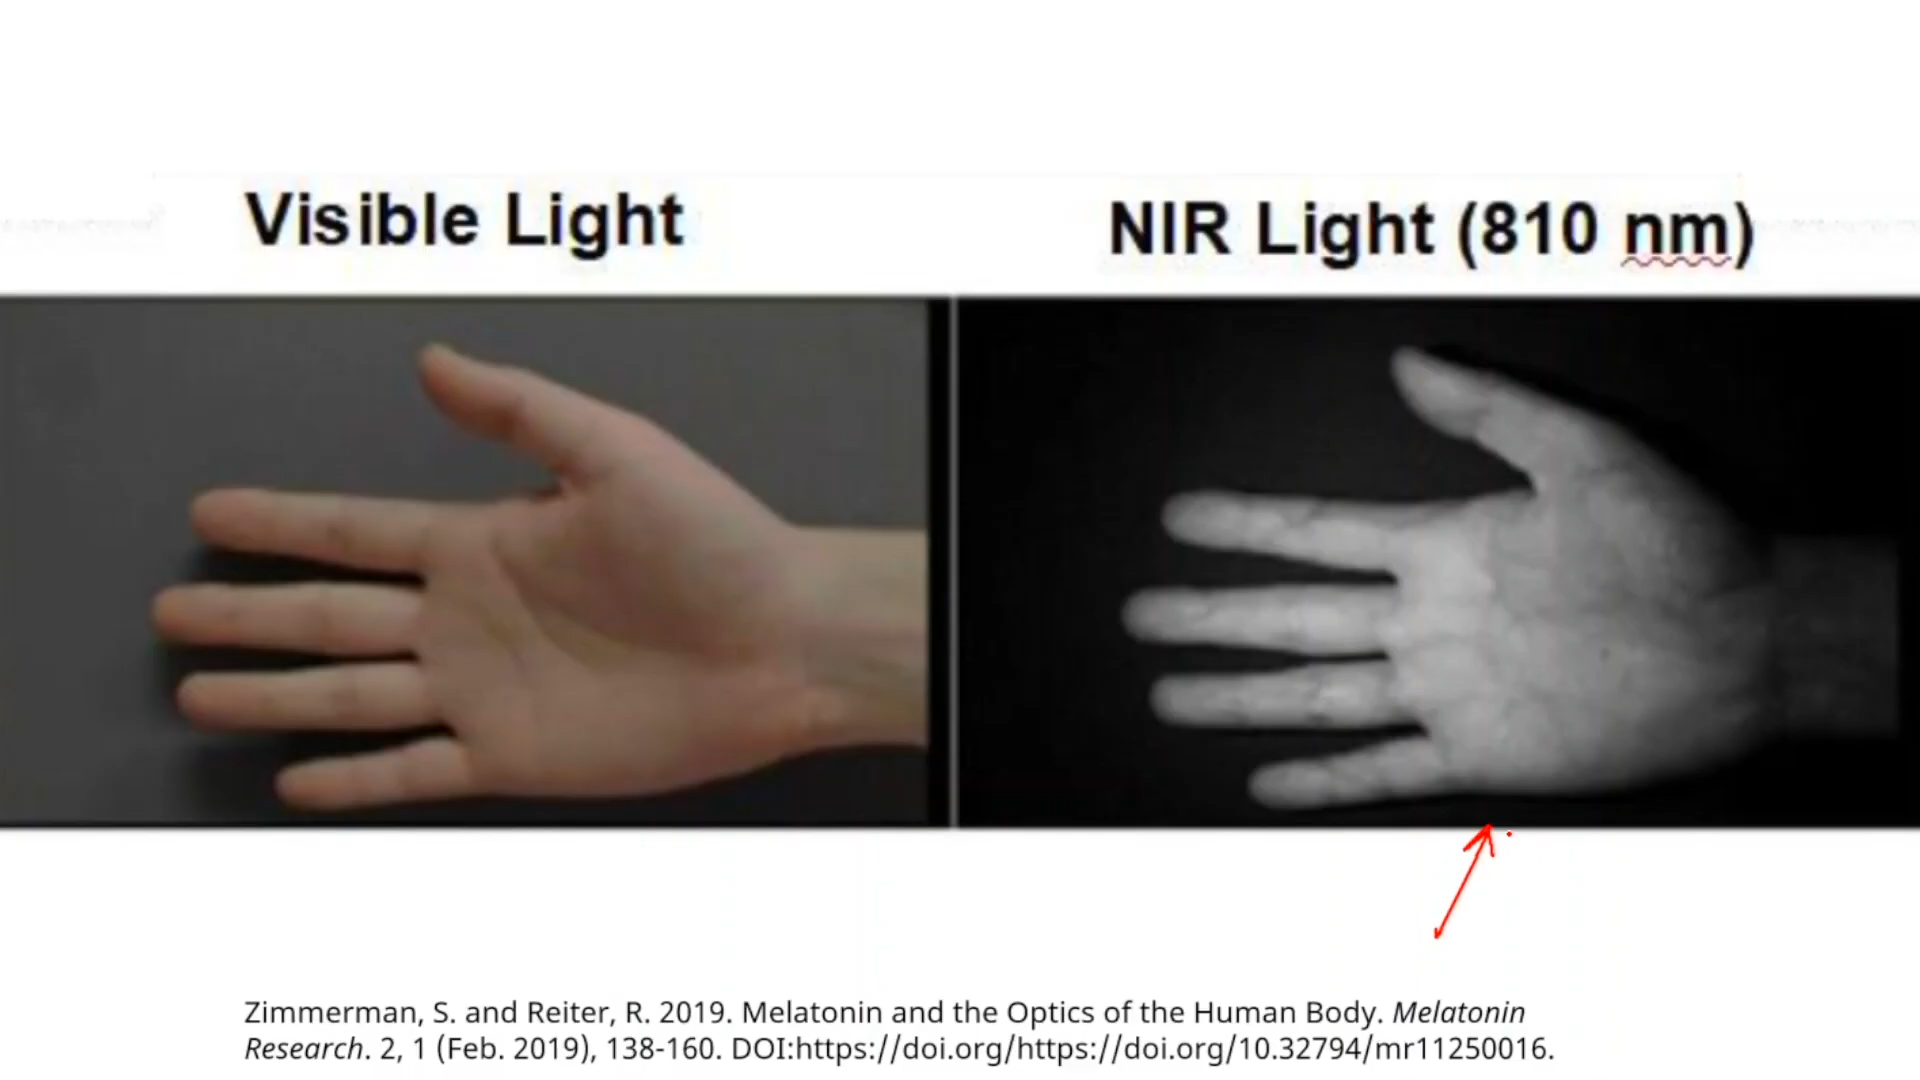 Visible Light
NIR Light (810 nm)
Zimmerman, S. and Reiter, R. 2019. Melatonin and the Optics of the Human Body. Melatonin
Research. 2, 1 (Feb. 2019), 138-160. DOI:https://doi.org/https://doi.org/10.32794/mr11250016.